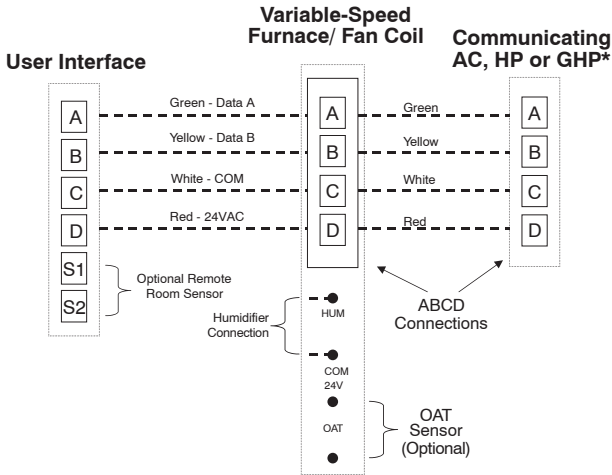 Variable-Speed
Furnace/ Fan Coil
Communicating
AC, HP or GHP*
User Interface
A
Green - Data A
A
Green
A
B
Yellow - Data B
B
Yellow
B
C
White - COM
C
White
C
D
Red - 24VAC
D
Red
D
S1
S2
Optional Remote
Room Sensor
Humidifier
Connection
HUM
COM
24V
ABCD
Connections
OAT
OAT
Sensor
(Optional)